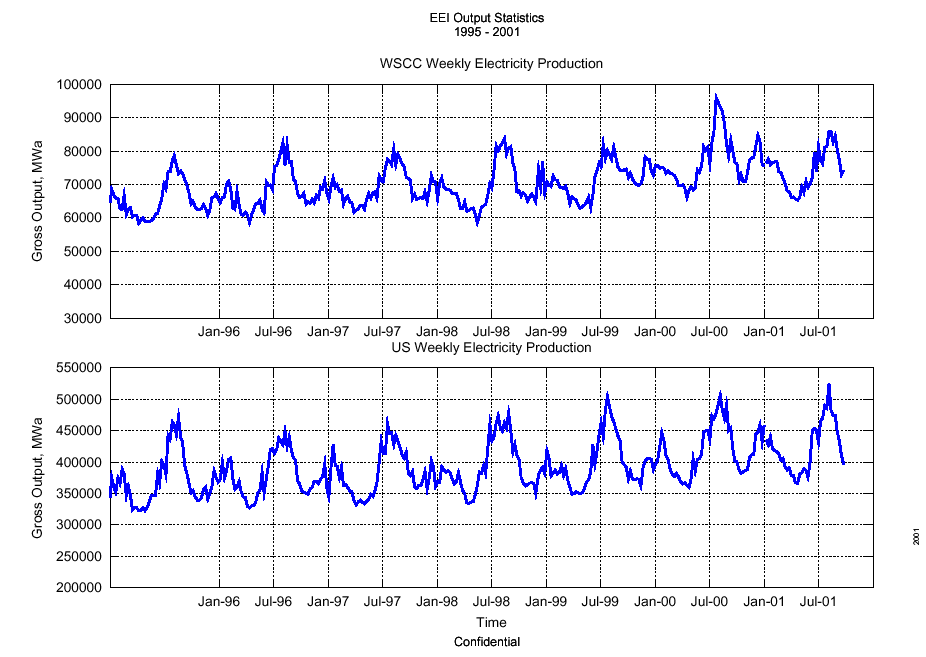 EEI Output Statistics
1995 - 2001
WSCC Weekly Electricity Production
Gross Output, MWa
100000
90000
80000
70000
60000
50000
40000
30000
Jan-96 Jul-96 Jan-97 Jul-97 Jan-98 Jul-98 Jan-99 Jul-99 Jan-00 Jul-00 Jan-01 Jul-01
US Weekly Electricity Production
Gross Output, MWa
550000
500000
450000
400000
350000
300000
250000
200000
Jan-96 Jul-96 Jan-97 Jul-97 Jan-98 Jul-98 Jan-99 Jul-99 Jan-00 Jul-00 Jan-01 Jul-01
Time
Confidential
2001